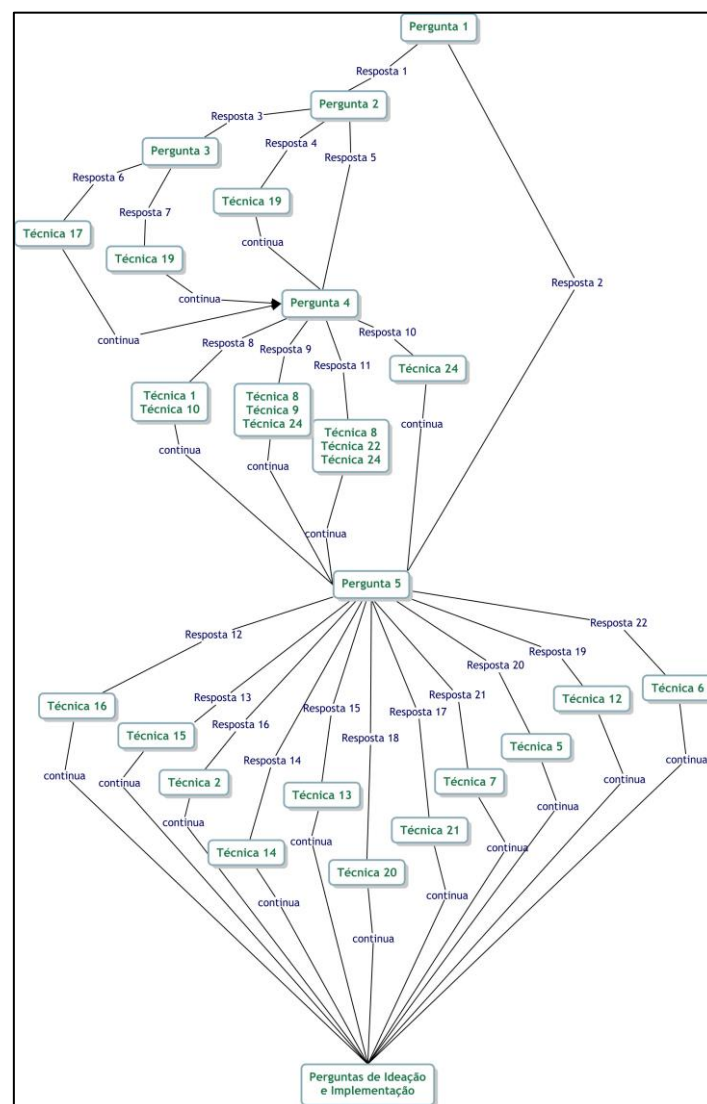 Pergunta 1
Resposta 1
Pergunta 2
Resposta 3
Resposta 4
Pergunta 3
Resposta 5
Resposta 6
Técnica 19
Resposta 7
Técnica 17
continua
Técnica 19
Resposta 2
continua
Pergunta 4
continua
Resposta 10
Resposta 8
Resposta 9
Resposta 11
Técnica 24
Técnica 1
Técnica 10
Técnica 8
Técnica 9
Técnica 24
continua
Técnica 8
Técnica 22
Técnica 24
continua
continua
continua
Pergunta 5
Resposta 22
Resposta 12
Resposta 19
Resposta 20
Técnica 6
Resposta 13
Resposta 21
Técnica 12
Técnica 16
Resposta 15
Resposta 17
Resposta 16
Técnica 15
Resposta 18
Técnica 5
Resposta 14
continua
continua
continua
Técnica 2
Técnica 7
continua
Técnica 13
continua
continua
Técnica 21
continua
continua
Técnica 14
Técnica 20
continua
continua
continua
Perguntas de Ideação
e Implementação